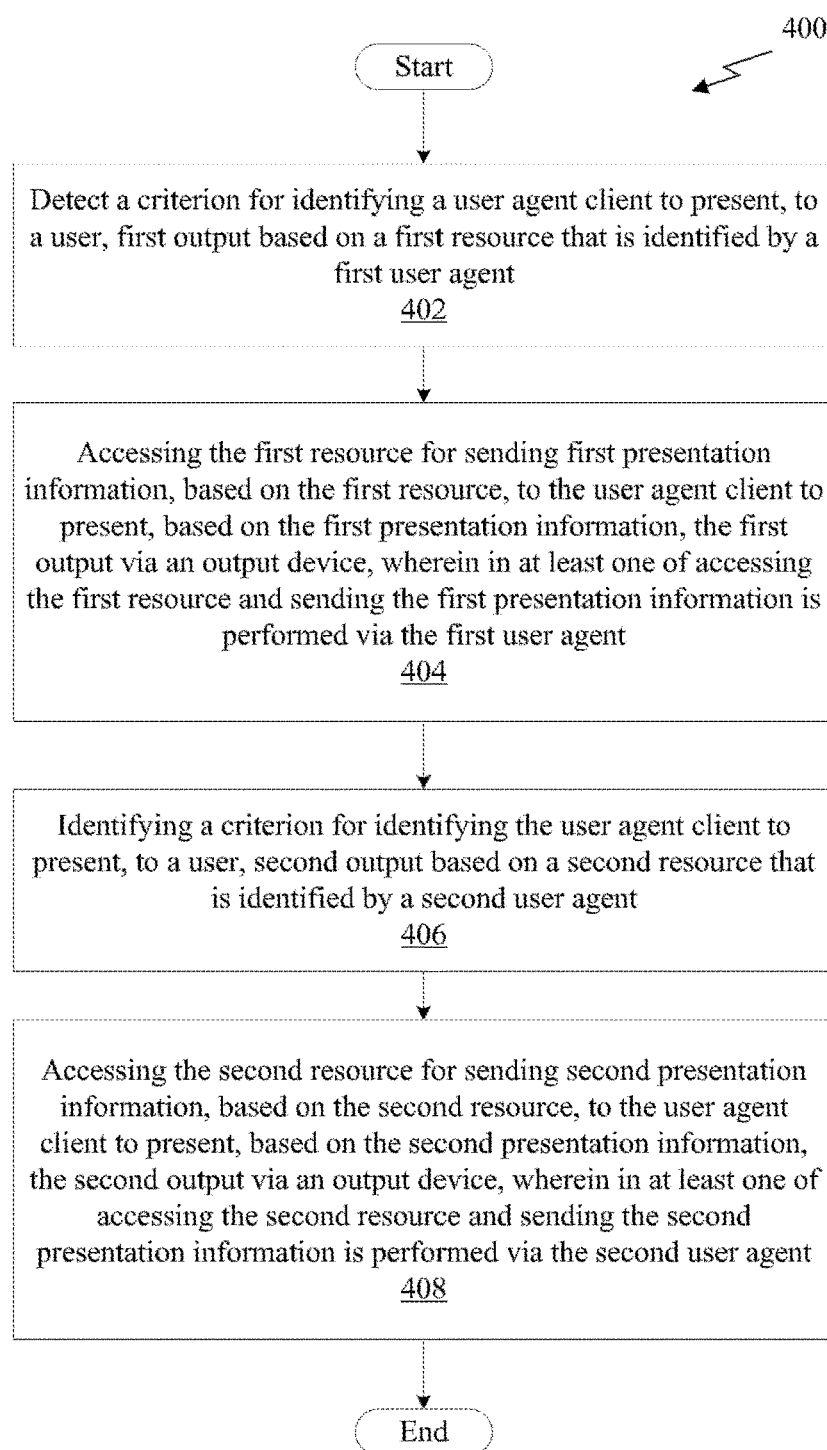 400
Start
Detect a criterion for identifying a user agent client to present, to
a user, first output based on a first resource that is identified by a
first user agent
402
Accessing the first resource for sending first presentation
information, based on the first resource, to the user agent client to
present, based on the first presentation information, the first
output via an output device, wherein in at least one of accessing
the first resource and sending the first presentation information is
performed via the first user agent
404
Identifying a criterion for identifying the user agent client to
present, to a user, second output based on a second resource that
is identified by a second user agent
406
Accessing the second resource for sending second presentation
information, based on the second resource, to the user agent
client to present, based on the second presentation information,
the second output via an output device, wherein in at least one of
accessing the second resource and sending the second
presentation information is performed via the second user agent
408
End